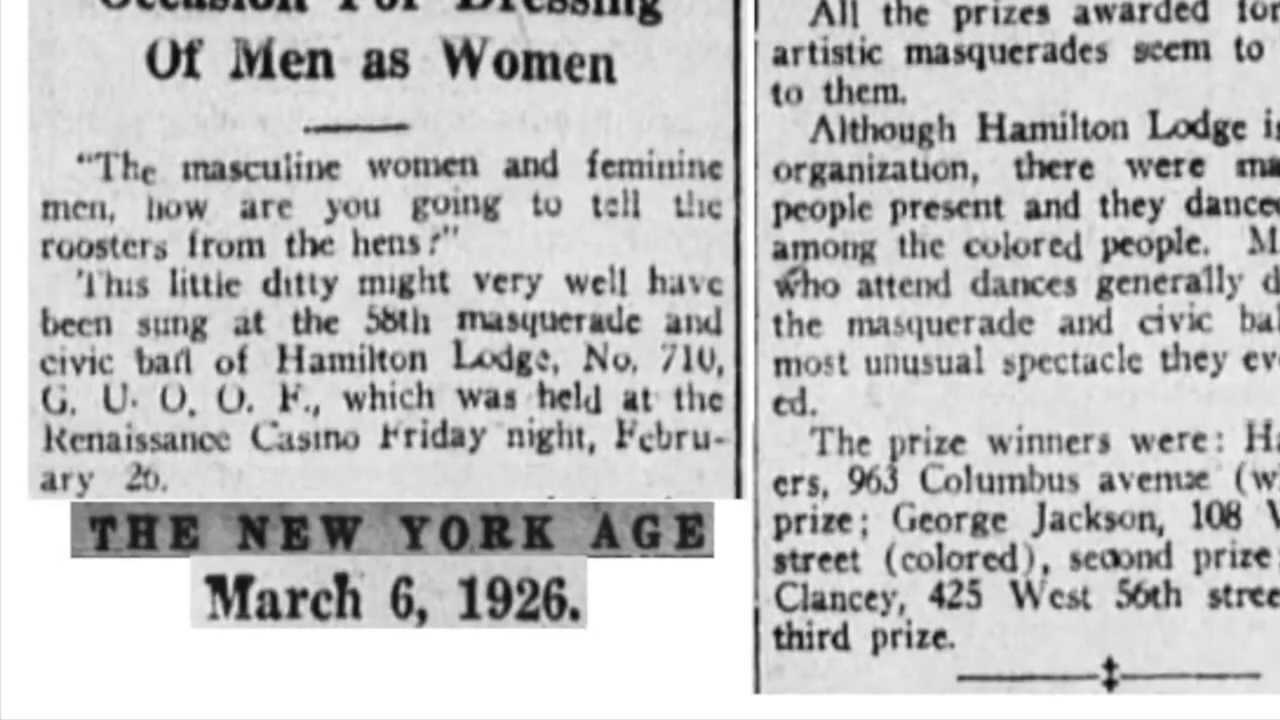 Occasion For Dressing
Of Men as Women
"The masculine women and feminine
men, how are you going to tell the
roosters from the hens?"
This little ditty might very well have
been sung at the 58th masquerade and
civic ball of Hamilton Lodge, No. 710,
G. U. O. O. F., which was held at the
Renaissance Casino Friday night, Febru-
ary 26.
THE NEW YORK AGE
March 6, 1926.
All the prizes awarded for
artistic masquerades seem to
to them.
Although Hamilton Lodge
organization, there were
people present and they
among the colored people.
who attend dances generally
the masquerade and civic
most unusual spectacle they
ed.
The prize winners were:
ers, 963 Columbus avenue
prize; George Jackson, 108
street (colored), second prize
Clancey, 425 West 56th
third prize.